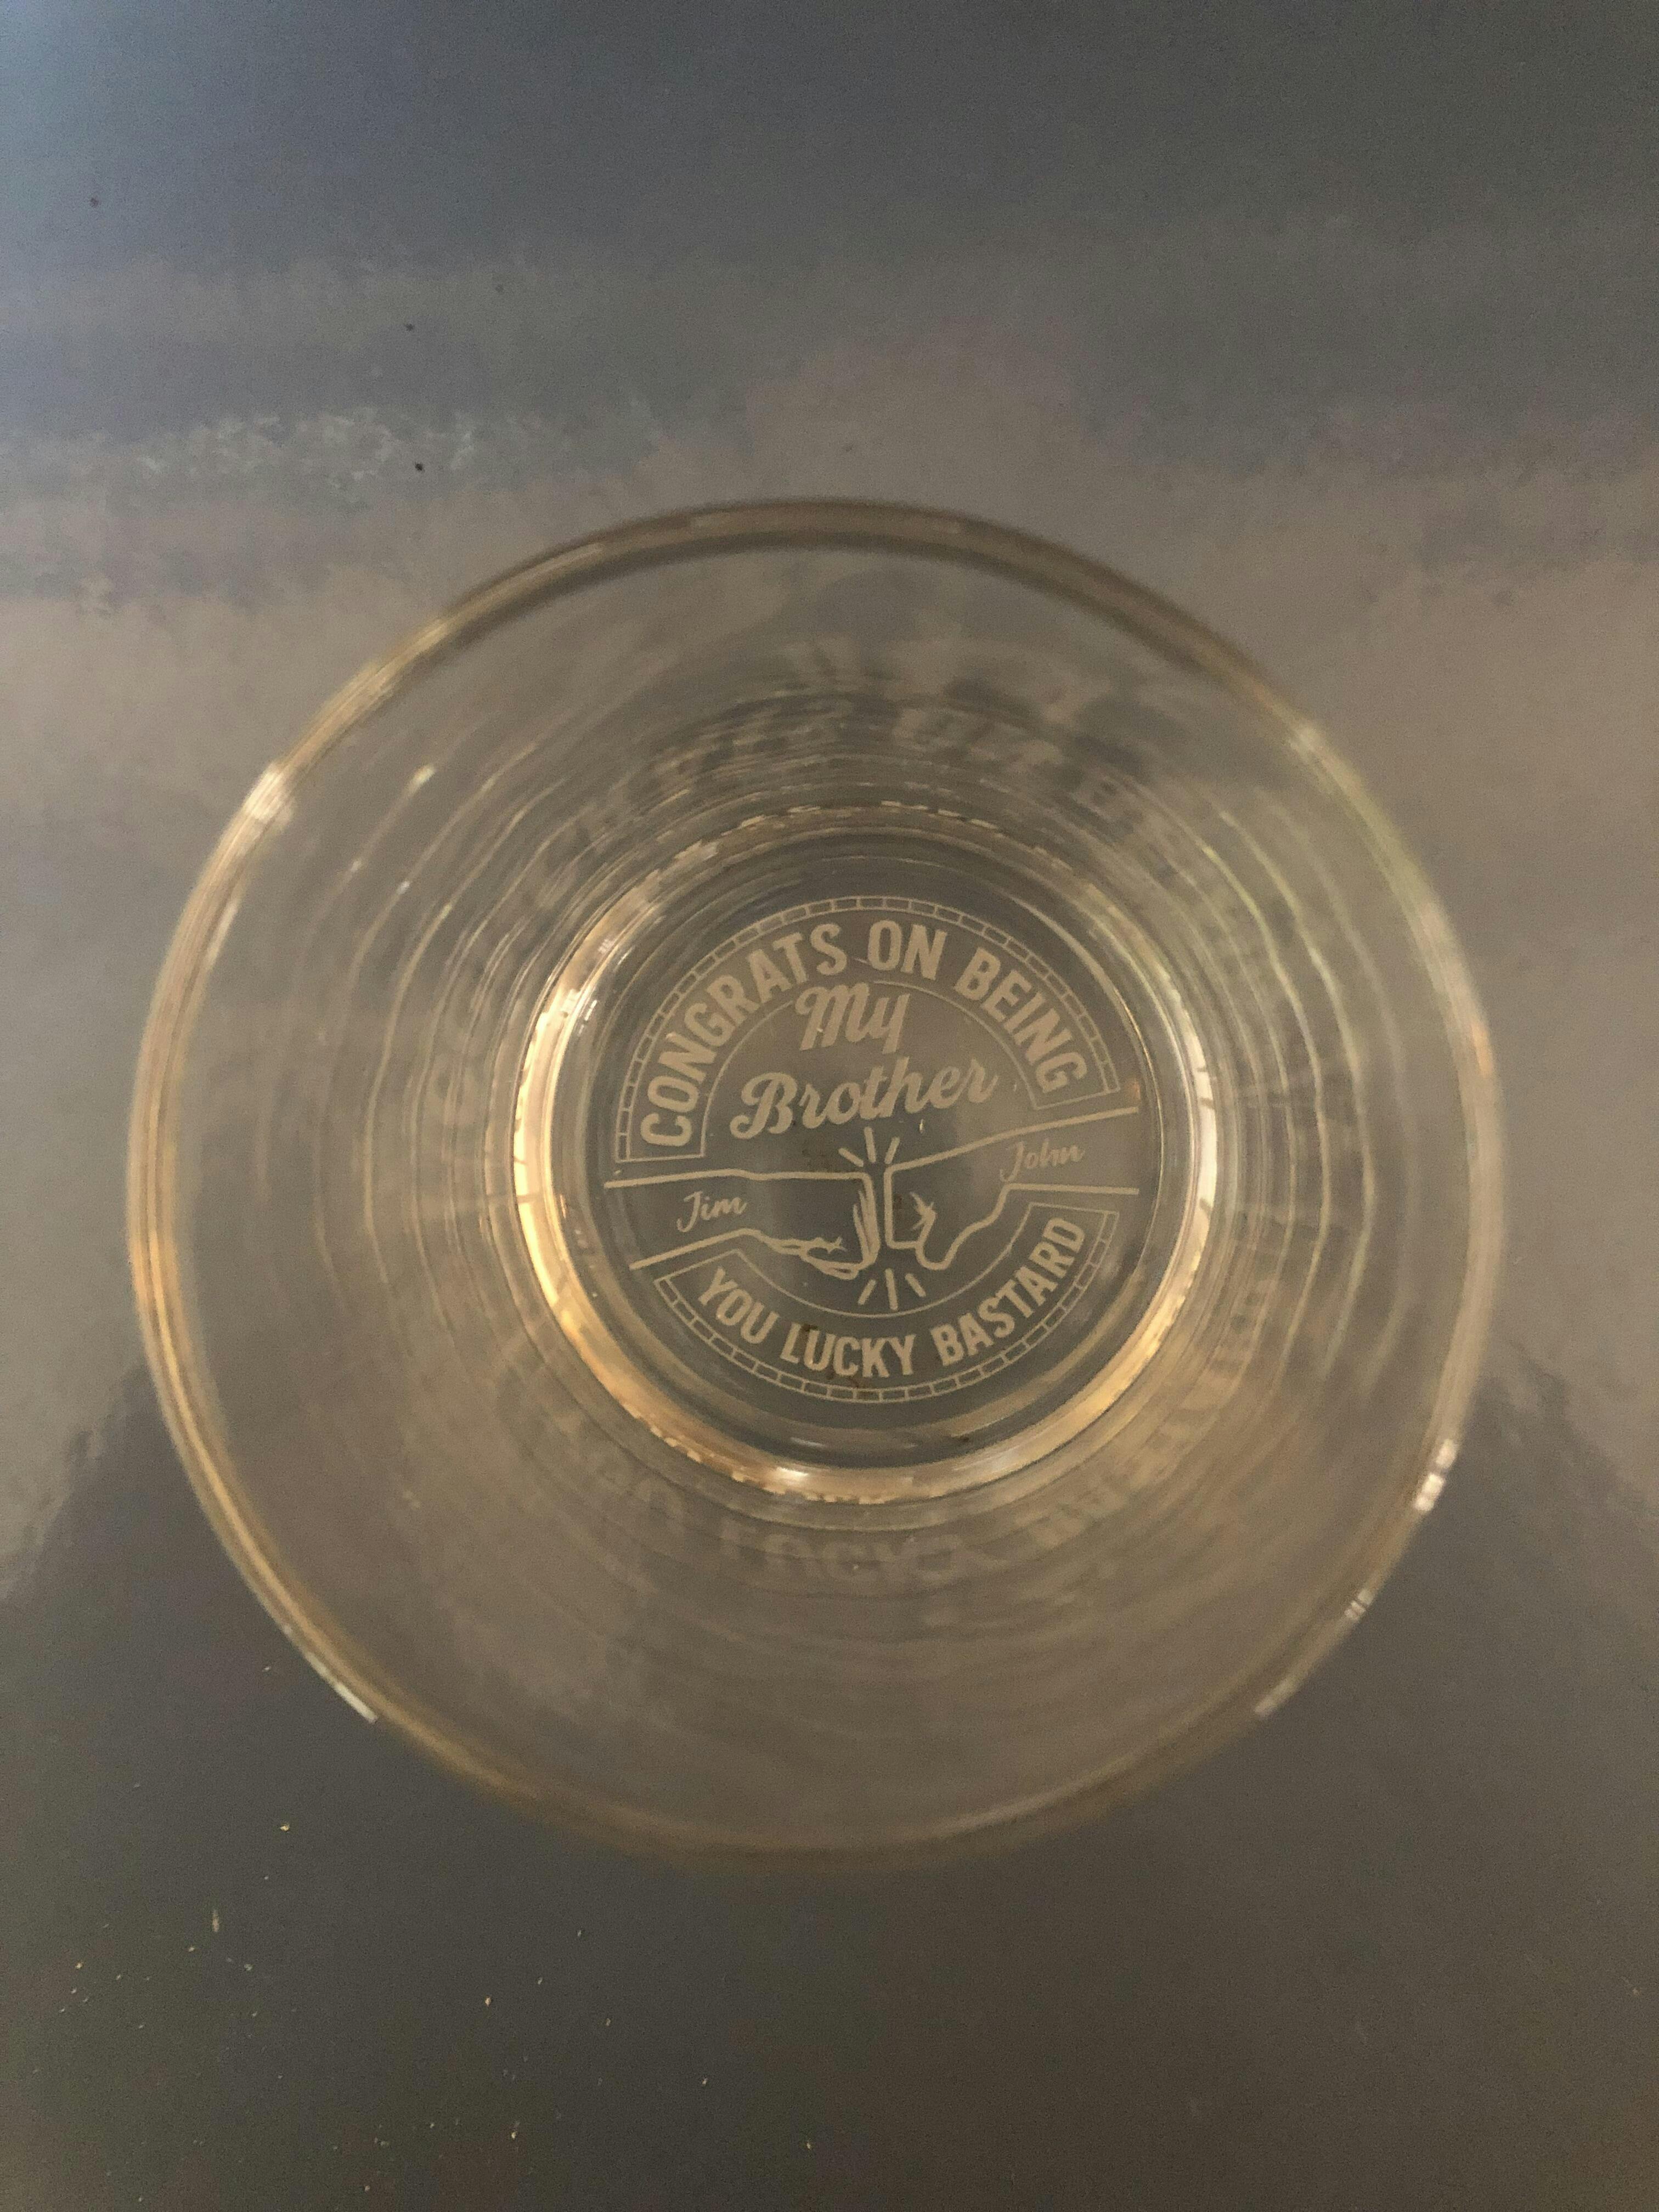 CONGRATS ON BEING
My
Brother
Jim
John
YOU LUCKY BASTARD